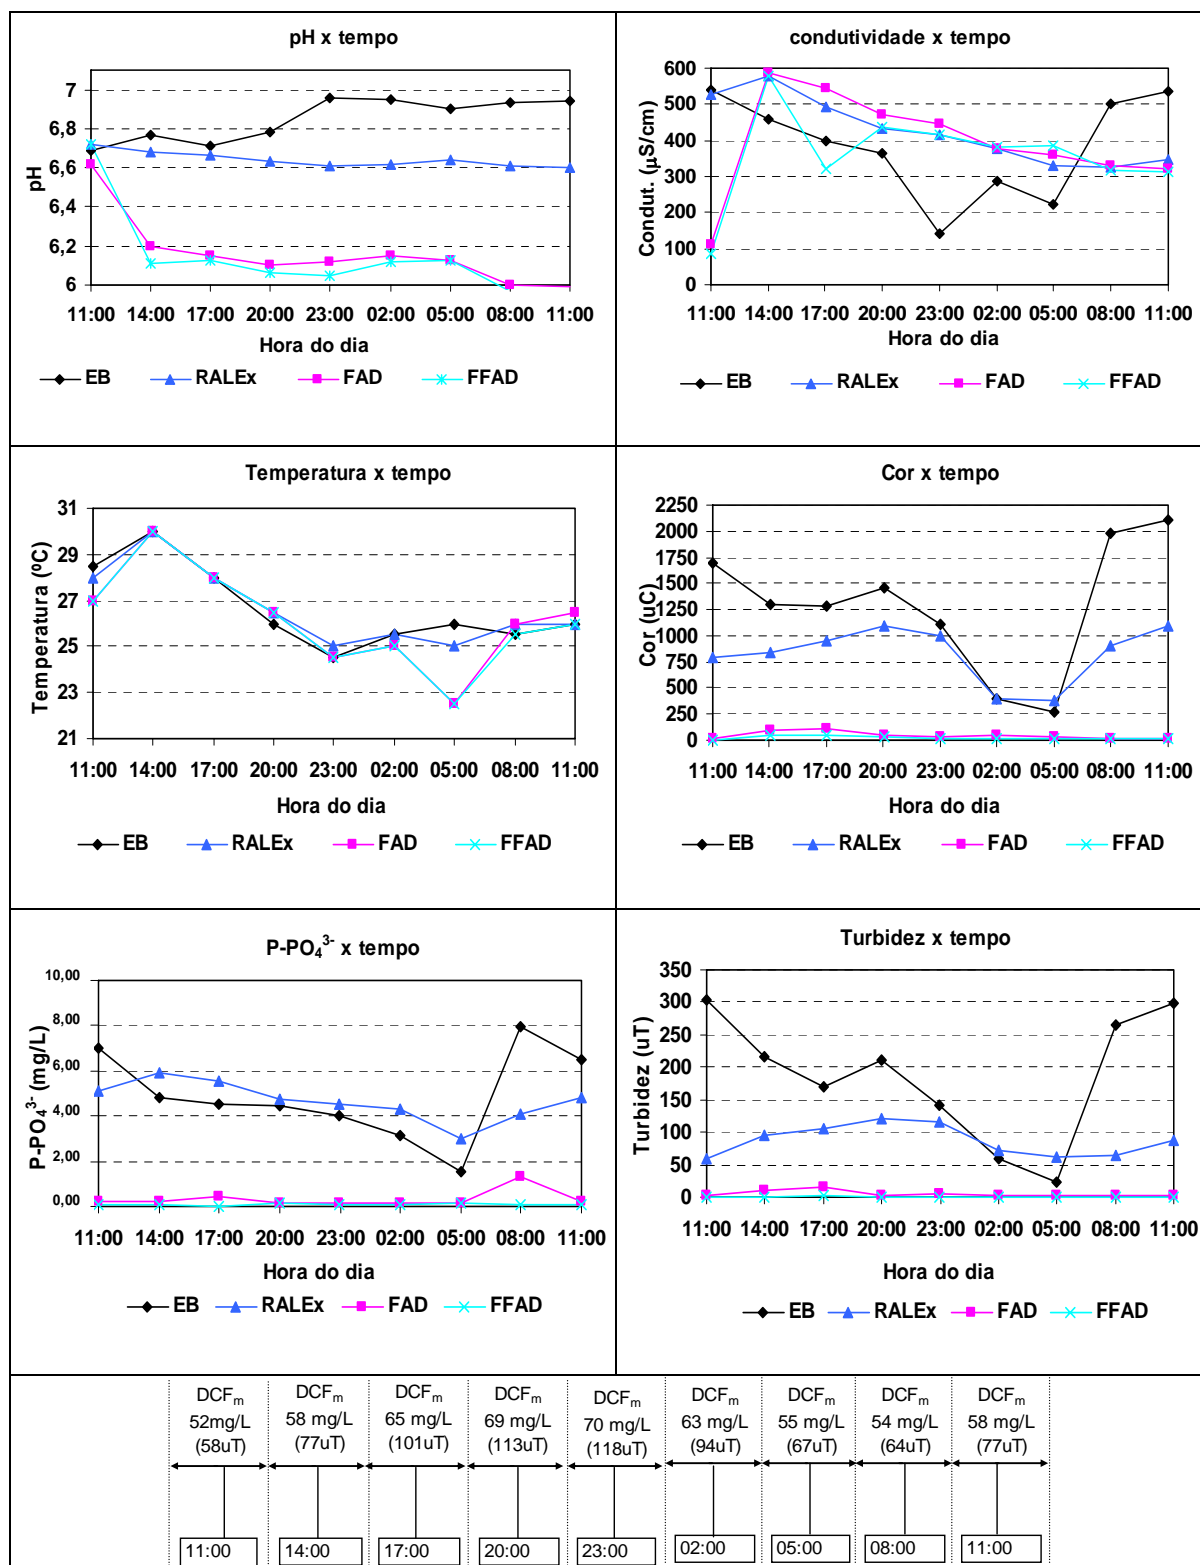 pH x tempo
7
6,8
6,6
6,4
6,2
6
pH
11:00 14:00 17:00 20:00 23:00 02:00 05:00 08:00 11:00
Hora do dia
EB RALEx FAD FFAD
condutividade x tempo
600
500
400
300
200
100
0
Condut. (µS/cm)
11:00 14:00 17:00 20:00 23:00 02:00 05:00 08:00 11:00
Hora do dia
EB RALEx FAD FFAD
Temperatura x tempo
31
29
27
25
23
21
Temperatura (ºC)
11:00 14:00 17:00 20:00 23:00 02:00 05:00 08:00 11:00
Hora do dia
EB RALEx FAD FFAD
Cor x tempo
2250
2000
1750
1500
1250
1000
750
500
250
0
Cor (uC)
11:00 14:00 17:00 20:00 23:00 02:00 05:00 08:00 11:00
Hora do dia
EB RALEx FAD FFAD
P-PO₄³⁻ x tempo
10,00
8,00
6,00
4,00
2,00
0,00
P-PO₄³⁻ (mg/L)
11:00 14:00 17:00 20:00 23:00 02:00 05:00 08:00 11:00
Hora do dia
EB RALEx FAD FFAD
Turbidez x tempo
350
300
250
200
150
100
50
0
Turbidez (uT)
11:00 14:00 17:00 20:00 23:00 02:00 05:00 08:00 11:00
Hora do dia
EB RALEx FAD FFAD
DCFₘ DCFₘ DCFₘ DCFₘ DCFₘ DCFₘ DCFₘ DCFₘ DCFₘ
52mg/L 58 mg/L 65 mg/L 69 mg/L 70 mg/L 63 mg/L 55 mg/L 54 mg/L 58 mg/L
(58uT) (77uT) (101uT) (113uT) (118uT) (94uT) (67uT) (64uT) (77uT)
11:00 14:00 17:00 20:00 23:00 02:00 05:00 08:00 11:00